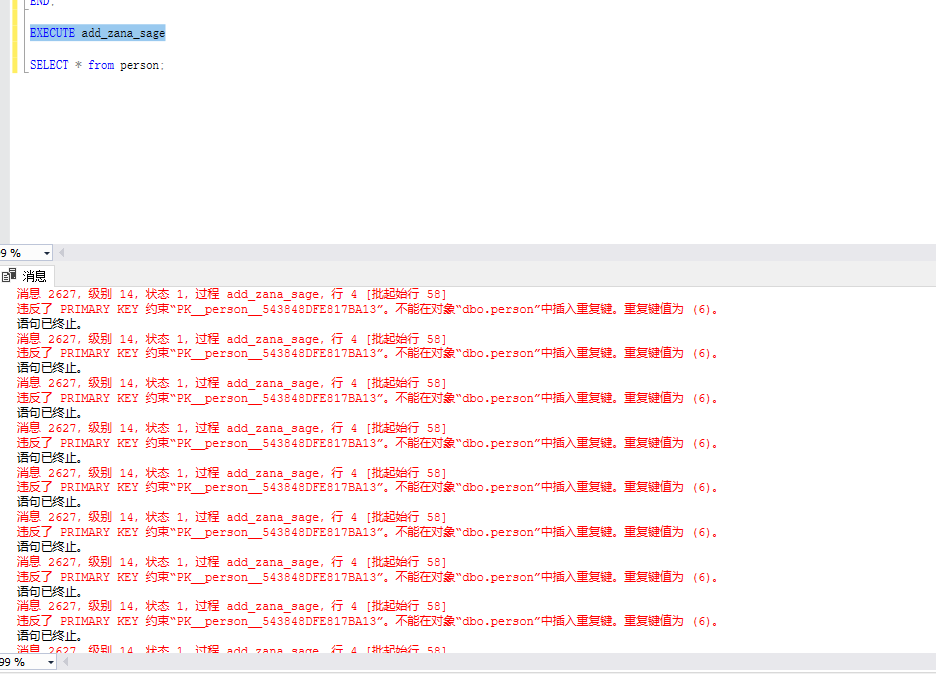 END;
EXECUTE add_zana_sage
SELECT * from person;
9 %
消息
消息 2627，级别 14，状态 1，过程 add_zana_sage，行 4 [批起始行 58]
违反了 PRIMARY KEY 约束“PK__person__543848DFE817BA13”。不能在对象“dbo.person”中插入重复键。重复键值为 (6)。
语句已终止。
消息 2627，级别 14，状态 1，过程 add_zana_sage，行 4 [批起始行 58]
违反了 PRIMARY KEY 约束“PK__person__543848DFE817BA13”。不能在对象“dbo.person”中插入重复键。重复键值为 (6)。
语句已终止。
消息 2627，级别 14，状态 1，过程 add_zana_sage，行 4 [批起始行 58]
违反了 PRIMARY KEY 约束“PK__person__543848DFE817BA13”。不能在对象“dbo.person”中插入重复键。重复键值为 (6)。
语句已终止。
消息 2627，级别 14，状态 1，过程 add_zana_sage，行 4 [批起始行 58]
违反了 PRIMARY KEY 约束“PK__person__543848DFE817BA13”。不能在对象“dbo.person”中插入重复键。重复键值为 (6)。
语句已终止。
消息 2627，级别 14，状态 1，过程 add_zana_sage，行 4 [批起始行 58]
违反了 PRIMARY KEY 约束“PK__person__543848DFE817BA13”。不能在对象“dbo.person”中插入重复键。重复键值为 (6)。
语句已终止。
消息 2627，级别 14，状态 1，过程 add_zana_sage，行 4 [批起始行 58]
违反了 PRIMARY KEY 约束“PK__person__543848DFE817BA13”。不能在对象“dbo.person”中插入重复键。重复键值为 (6)。
语句已终止。
消息 2627，级别 14，状态 1，过程 add_zana_sage，行 4 [批起始行 58]
违反了 PRIMARY KEY 约束“PK__person__543848DFE817BA13”。不能在对象“dbo.person”中插入重复键。重复键值为 (6)。
语句已终止。
消息 2627，级别 14，状态 1，过程 add_zana_sage，行 4 [批起始行 58]
违反了 PRIMARY KEY 约束“PK__person__543848DFE817BA13”。不能在对象“dbo.person”中插入重复键。重复键值为 (6)。
语句已终止。
消息 2627，级别 14，状态 1，过程 add_zana_sage，行 4 [批起始行 58]
99 %